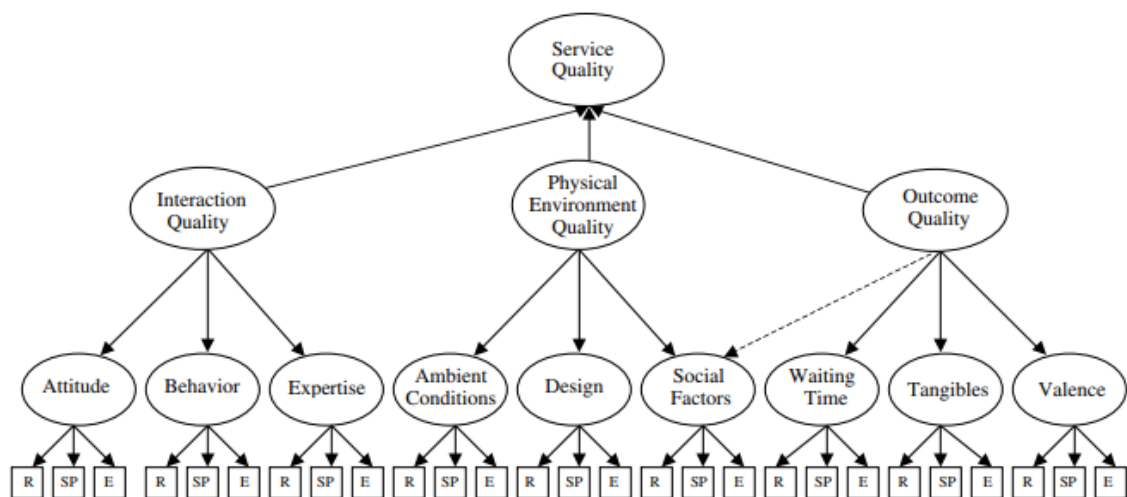 Service
Quality
Interaction
Quality
Physical
Environment
Quality
Outcome
Quality
Attitude
Behavior
Expertise
Ambient
Conditions
Design
Social
Factors
Waiting
Time
Tangibles
Valence
R SP E R SP E R SP E R SP E R SP E R SP E R SP E R SP E R SP E